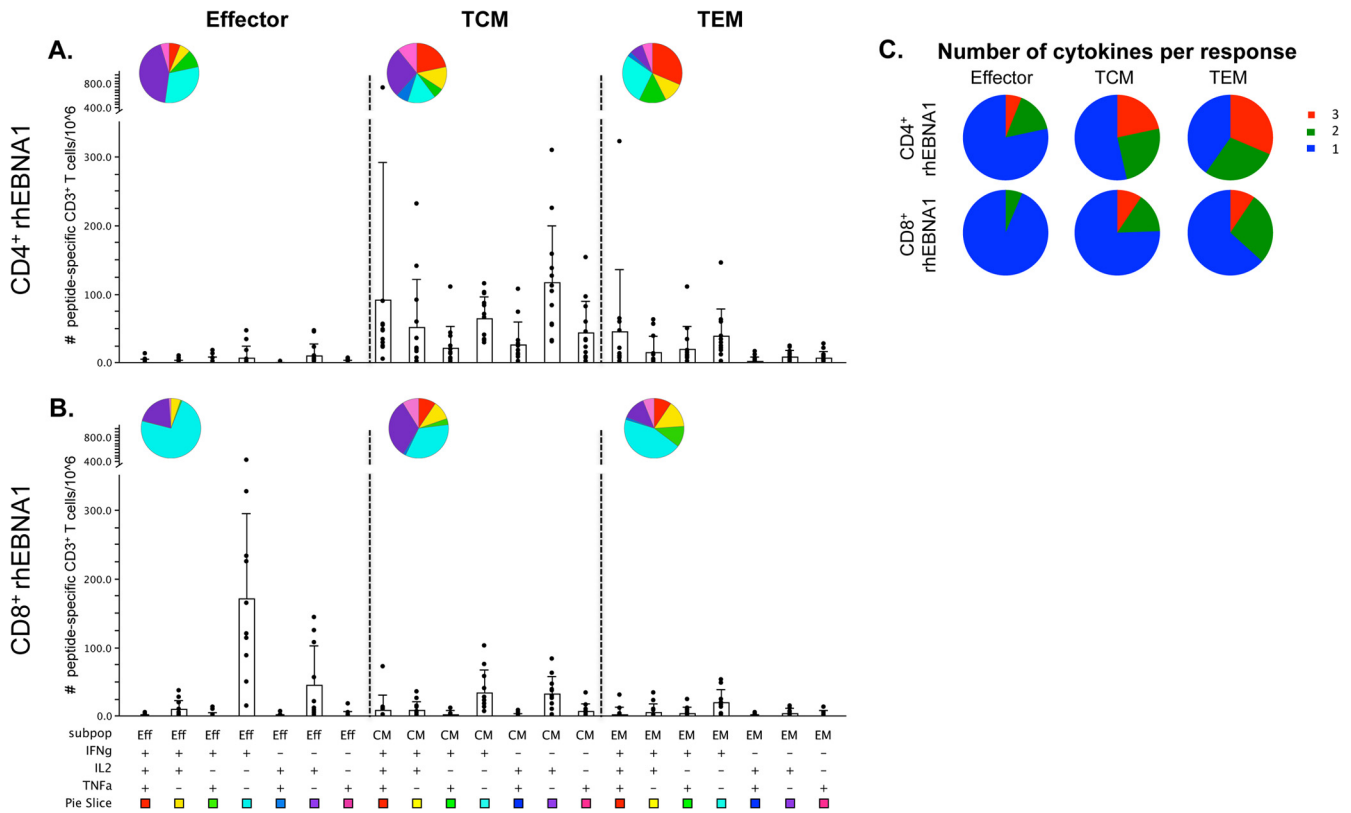 Effector TCM TEM
A.
CD4+ rhEBNA1
# peptide-specific CD3+ T cells/10^6
800.0
400.0
300.0
200.0
100.0
0.0
B.
CD8+ rhEBNA1
# peptide-specific CD3+ T cells/10^6
800.0
400.0
300.0
200.0
100.0
0.0
subpop Eff Eff Eff Eff Eff Eff Eff CM CM CM CM CM CM CM EM EM EM EM EM EM EM
IFNg + + + + – – – + + + + – – – + + + + – – –
IL2 + + – – + + – + + – – + + – + + – – + + –
TNFa + – + – + – + + – + – + – + + – + – + – +
Pie Slice
C.
Number of cytokines per response
Effector TCM TEM
CD4+
rhEBNA1
CD8+
rhEBNA1
3
2
1